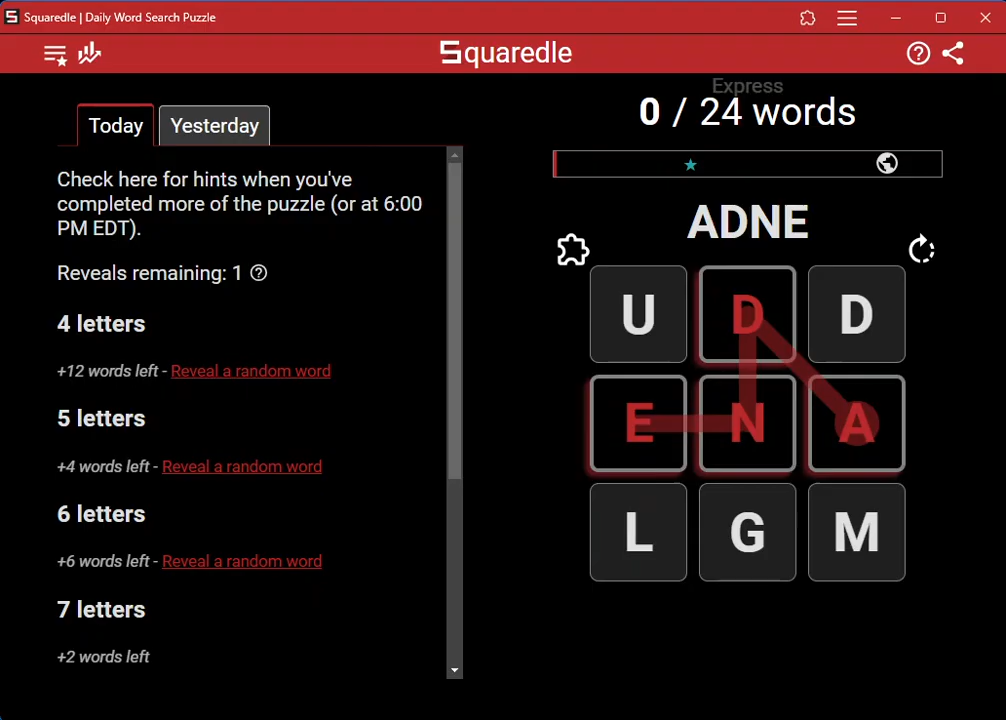 Squaredle | Daily Word Search Puzzle
Squaredle
Today
Yesterday
Check here for hints when you've
completed more of the puzzle (or at 6:00
PM EDT).
Reveals remaining: 1
4 letters
+12 words left - Reveal a random word
5 letters
+4 words left - Reveal a random word
6 letters
+6 words left - Reveal a random word
7 letters
+2 words left
Express
0 / 24 words
ADNE
U D D
E N A
L G M